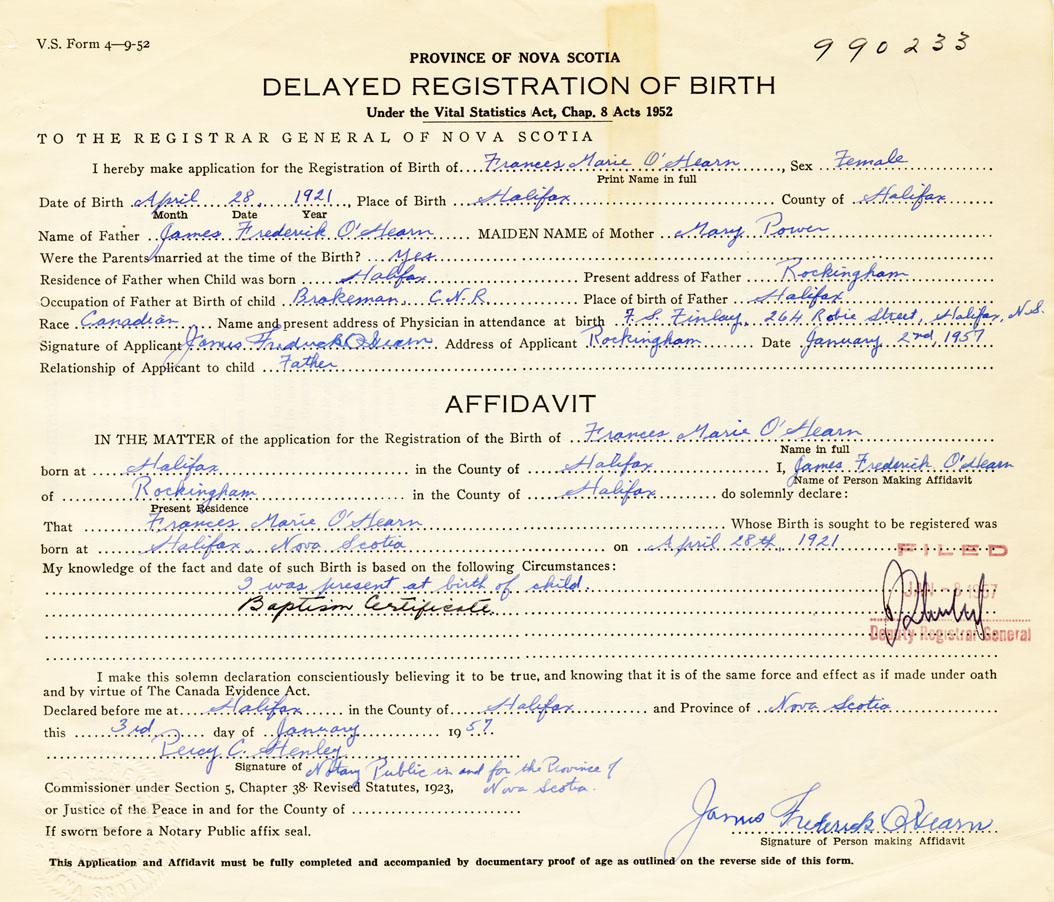 V.S. Form 4—9-52
990233
PROVINCE OF NOVA SCOTIA
DELAYED REGISTRATION OF BIRTH
Under the Vital Statistics Act, Chap. 8 Acts 1952
TO THE REGISTRAR GENERAL OF NOVA SCOTIA
I hereby make application for the Registration of Birth of Frances Marie O'Hearn, Sex Female
Print Name in full
Date of Birth April 28, 1921, Place of Birth Halifax County of Halifax
Month Date Year
Name of Father James Frederick O'Hearn MAIDEN NAME of Mother Mary Power
Were the Parents married at the time of the Birth? Yes
Residence of Father when Child was born Halifax Present address of Father Rockingham
Occupation of Father at Birth of child Brakeman C.N.R. Place of birth of Father Halifax
Race Canadian Name and present address of Physician in attendance at birth F.S. Finlay, 264 Robie Street, Halifax, N.S.
Signature of Applicant James Fredrick O'Hearn Address of Applicant Rockingham Date January 2nd, 1957
Relationship of Applicant to child Father
AFFIDAVIT
IN THE MATTER of the application for the Registration of the Birth of Frances Marie O'Hearn
Name in full
born at Halifax in the County of Halifax I, James Frederick O'Hearn
Name of Person Making Affidavit
of Rockingham in the County of Halifax do solemnly declare:
Present Residence
That Frances Marie O'Hearn Whose Birth is sought to be registered was
born at Halifax, Nova Scotia on April 28th, 1921
FILED
My knowledge of the fact and date of such Birth is based on the following Circumstances:
I was present at birth of child.
JAN - 8 1957
Baptism Certificate
Deputy Registrar General
I make this solemn declaration conscientiously believing it to be true, and knowing that it is of the same force and effect as if made under oath
and by virtue of The Canada Evidence Act.
Declared before me at Halifax in the County of Halifax and Province of Nova Scotia
this 3rd day of January 1957
Percy C. Henley
Signature of Notary Public in and for the Province of
Nova Scotia.
Commissioner under Section 5, Chapter 38 Revised Statutes, 1923,
or Justice of the Peace in and for the County of
James Frederick O'Hearn
If sworn before a Notary Public affix seal.
Signature of Person making Affidavit
This Application and Affidavit must be fully completed and accompanied by documentary proof of age as outlined on the reverse side of this form.
NOVA SCOTIA